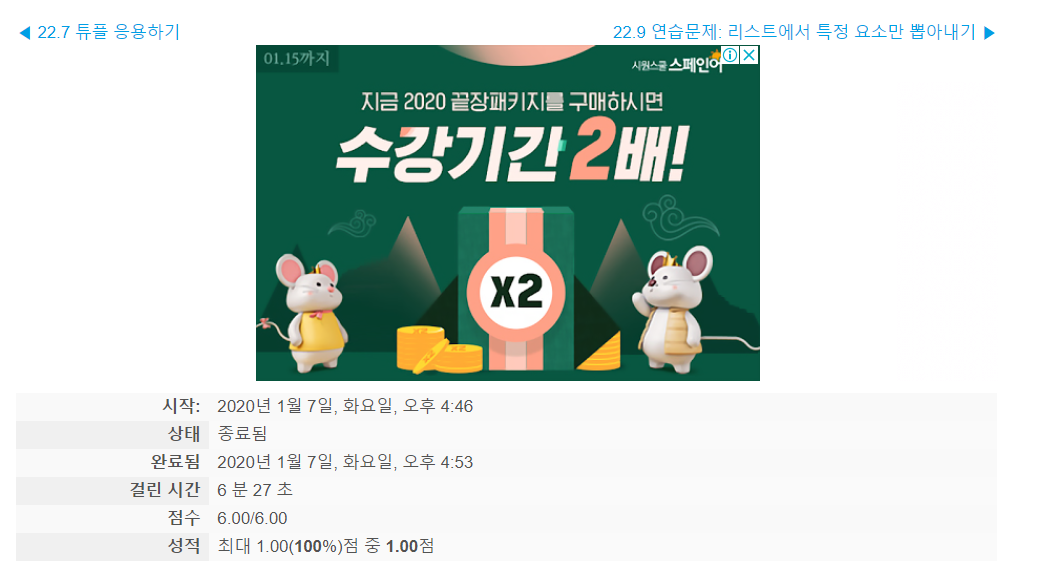 ◀ 22.7 튜플 응용하기
22.9 연습문제: 리스트에서 특정 요소만 뽑아내기 ▶
01.15까지
시원스쿨 스페인어
지금 2020 끝장패키지를 구매하시면
수강기간 2배!
X2
시작: 2020년 1월 7일, 화요일, 오후 4:46
상태 종료됨
완료됨 2020년 1월 7일, 화요일, 오후 4:53
걸린 시간 6 분 27 초
점수 6.00/6.00
성적 최대 1.00(100%)점 중 1.00점